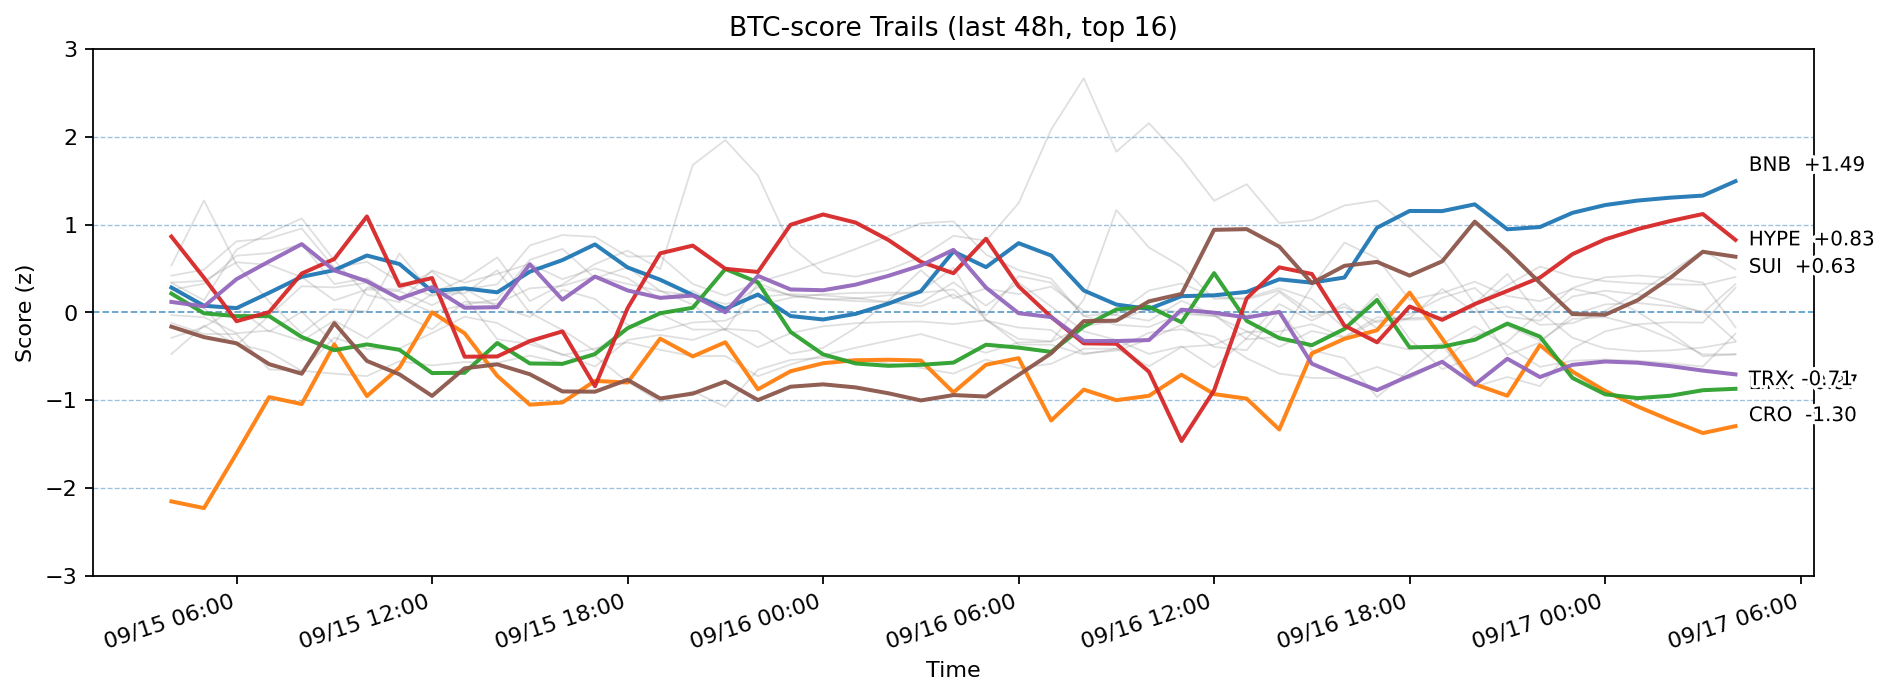 BTC-score Trails (last 48h, top 16)
Score (z)
3
2
1
0
−1
−2
−3
BNB +1.49
HYPE +0.83
SUI +0.63
TRX -0.71
CRO -1.30
09/15 06:00
09/15 12:00
09/15 18:00
09/16 00:00
09/16 06:00
09/16 12:00
09/16 18:00
09/17 00:00
09/17 06:00
Time